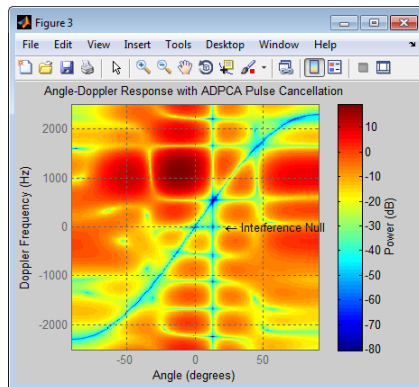 Figure 3
File Edit View Insert Tools Desktop Window Help
Angle-Doppler Response with ADPCA Pulse Cancellation
2000
1000
0
-1000
-2000
Doppler Frequency (Hz)
← Interference Null
-50 0 50
Angle (degrees)
10
0
-10
-20
-30
-40
-50
-60
-70
-80
Power (dB)